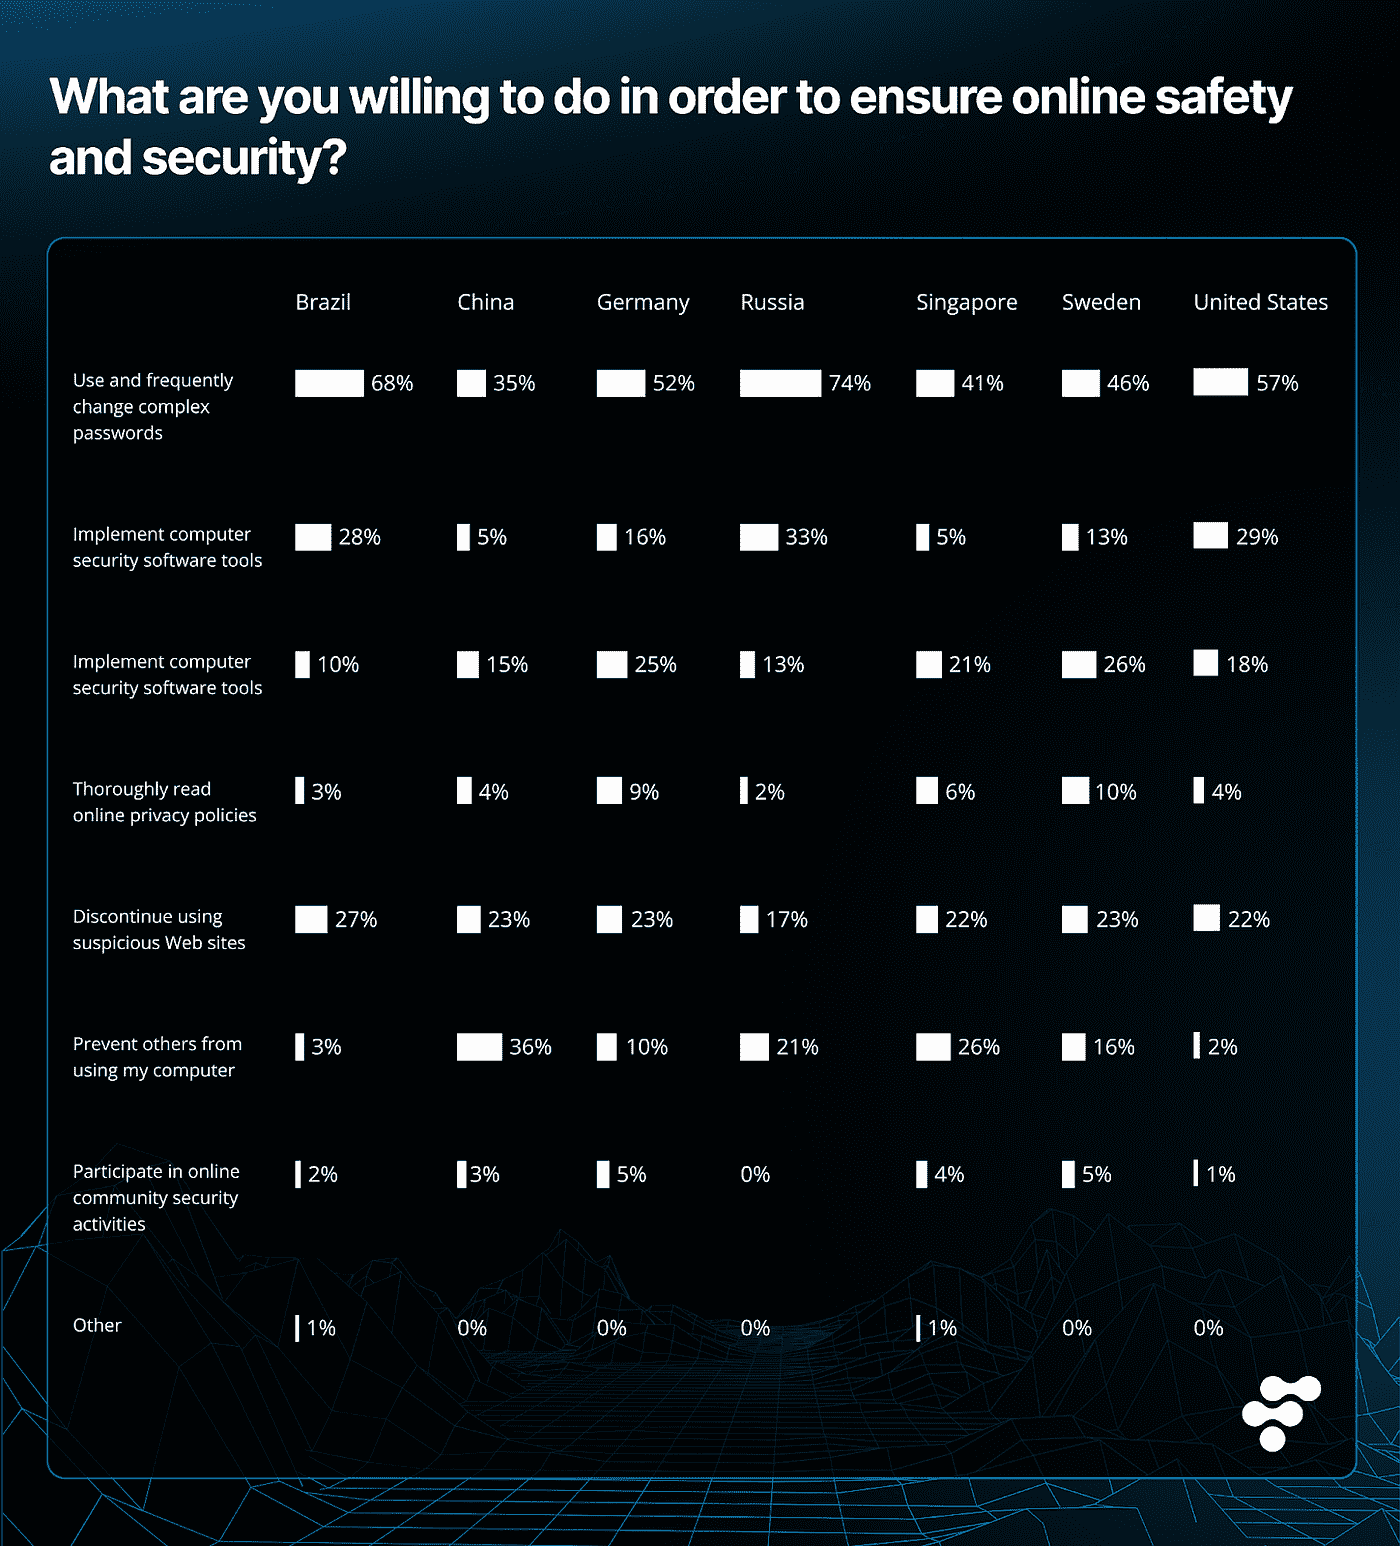 What are you willing to do in order to ensure online safety
and security?
Brazil China Germany Russia Singapore Sweden United States
Use and frequently
change complex
passwords
68% 35% 52% 74% 41% 46% 57%
Implement computer
security software tools
28% 5% 16% 33% 5% 13% 29%
Implement computer
security software tools
10% 15% 25% 13% 21% 26% 18%
Thoroughly read
online privacy policies
3% 4% 9% 2% 6% 10% 4%
Discontinue using
suspicious Web sites
27% 23% 23% 17% 22% 23% 22%
Prevent others from
using my computer
3% 36% 10% 21% 26% 16% 2%
Participate in online
community security
activities
2% 3% 5% 0% 4% 5% 1%
Other
1% 0% 0% 0% 1% 0% 0%